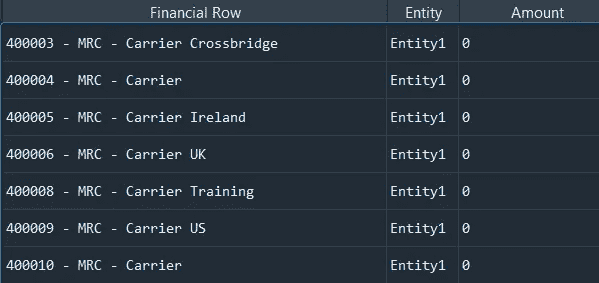 Financial Row Entity Amount
400003 - MRC - Carrier Crossbridge Entity1 0
400004 - MRC - Carrier Entity1 0
400005 - MRC - Carrier Ireland Entity1 0
400006 - MRC - Carrier UK Entity1 0
400008 - MRC - Carrier Training Entity1 0
400009 - MRC - Carrier US Entity1 0
400010 - MRC - Carrier Entity1 0